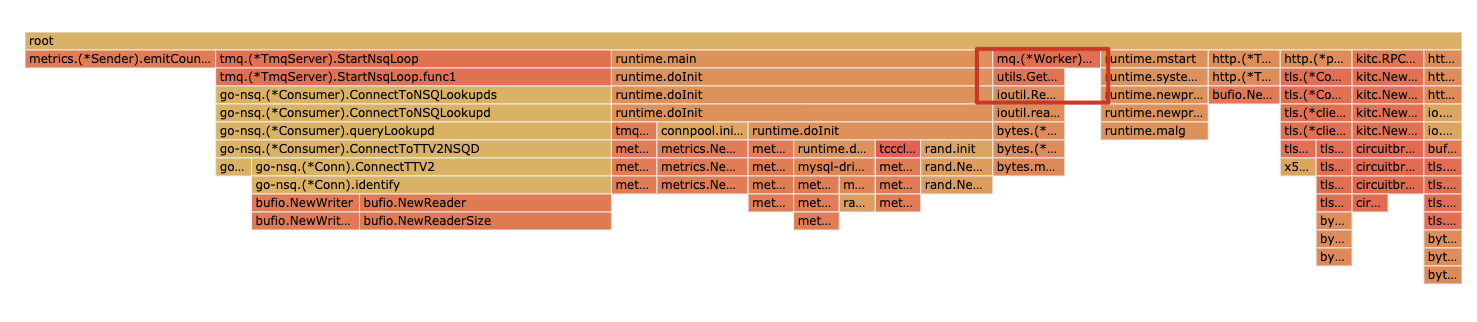 root
metrics.(*Sender).emitCoun... tmq.(*TmqServer).StartNsqLoop runtime.main mq.(*Worker)... runtime.mstart http.(*T... http.(*p... kitc.RPC... htt...
tmq.(*TmqServer).StartNsqLoop.func1 runtime.doInit utils.Get... runtime.syste... http.(*T... tls.(*Co... kitc.New... htt...
go-nsq.(*Consumer).ConnectToNSQLookupds runtime.doInit ioutil.Re... runtime.newpr... bufio.Ne... tls.(*Co... kitc.New... htt...
go-nsq.(*Consumer).ConnectToNSQLookupd runtime.doInit ioutil.rea... runtime.newpr... tls.(*clie... kitc.New... io....
go-nsq.(*Consumer).queryLookupd tmq... connpool.ini... runtime.doInit bytes.(*... runtime.malg tls.(*clie... kitc.New... io....
go-nsq.(*Consumer).ConnectToTTV2NSQD met... metrics.Ne... met... runtime.d... tcccl... rand.init bytes.(*... tls... tls... circuitbr... buf...
go... go-nsq.(*Conn).ConnectTTV2 met... metrics.Ne... met... mysql-dri... met... rand.Ne... bytes.m... x5... tls... circuitbr... tls....
go-nsq.(*Conn).identify met... metrics.Ne... met... met... m... met... rand.Ne... tls... circuitbr... tls....
bufio.NewWriter bufio.NewReader met... met... ra... met... tls... cir... tls....
bufio.NewWrit... bufio.NewReaderSize met... by... tls....
by... byt...
by... byt...
byt...